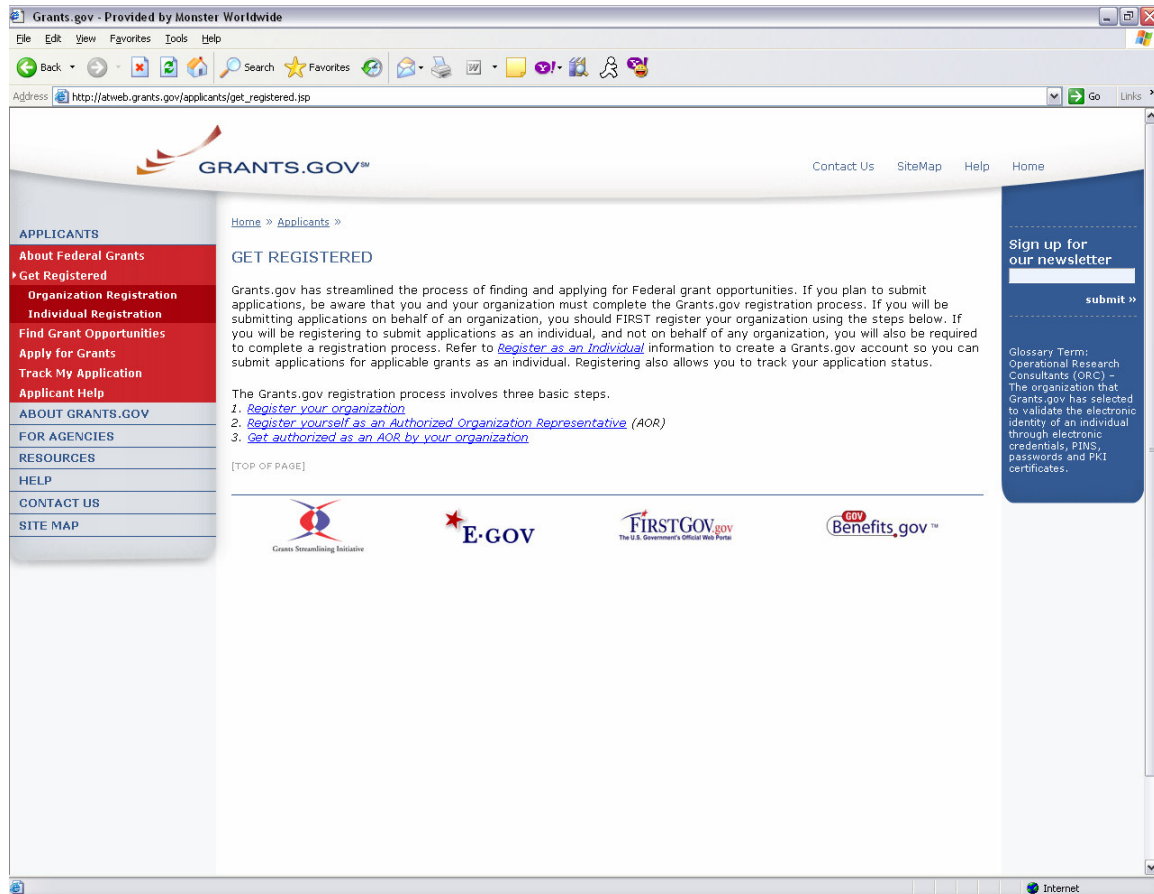 Grants.gov - Provided by Monster Worldwide
File Edit View Favorites Tools Help
Back Search Favorites
Address http://atweb.grants.gov/applicants/get_registered.jsp Go Links
GRANTS.GOV℠
Contact Us SiteMap Help Home
APPLICANTS
About Federal Grants
Get Registered
Organization Registration
Individual Registration
Find Grant Opportunities
Apply for Grants
Track My Application
Applicant Help
ABOUT GRANTS.GOV
FOR AGENCIES
RESOURCES
HELP
CONTACT US
SITE MAP
Home » Applicants »
GET REGISTERED
Grants.gov has streamlined the process of finding and applying for Federal grant opportunities. If you plan to submit
applications, be aware that you and your organization must complete the Grants.gov registration process. If you will be
submitting applications on behalf of an organization, you should FIRST register your organization using the steps below. If
you will be registering to submit applications as an individual, and not on behalf of any organization, you will also be required
to complete a registration process. Refer to Register as an Individual information to create a Grants.gov account so you can
submit applications for applicable grants as an individual. Registering also allows you to track your application status.
The Grants.gov registration process involves three basic steps.
1. Register your organization
2. Register yourself as an Authorized Organization Representative (AOR)
3. Get authorized as an AOR by your organization
[TOP OF PAGE]
Grants Streamlining Initiative
E-GOV
FIRSTGOV.gov
The U.S. Government's Official Web Portal
GOV
Benefits.gov ™
Sign up for
our newsletter
submit »
Glossary Term:
Operational Research
Consultants (ORC) –
The organization that
Grants.gov has selected
to validate the electronic
identity of an individual
through electronic
credentials, PINS,
passwords and PKI
certificates.
Internet